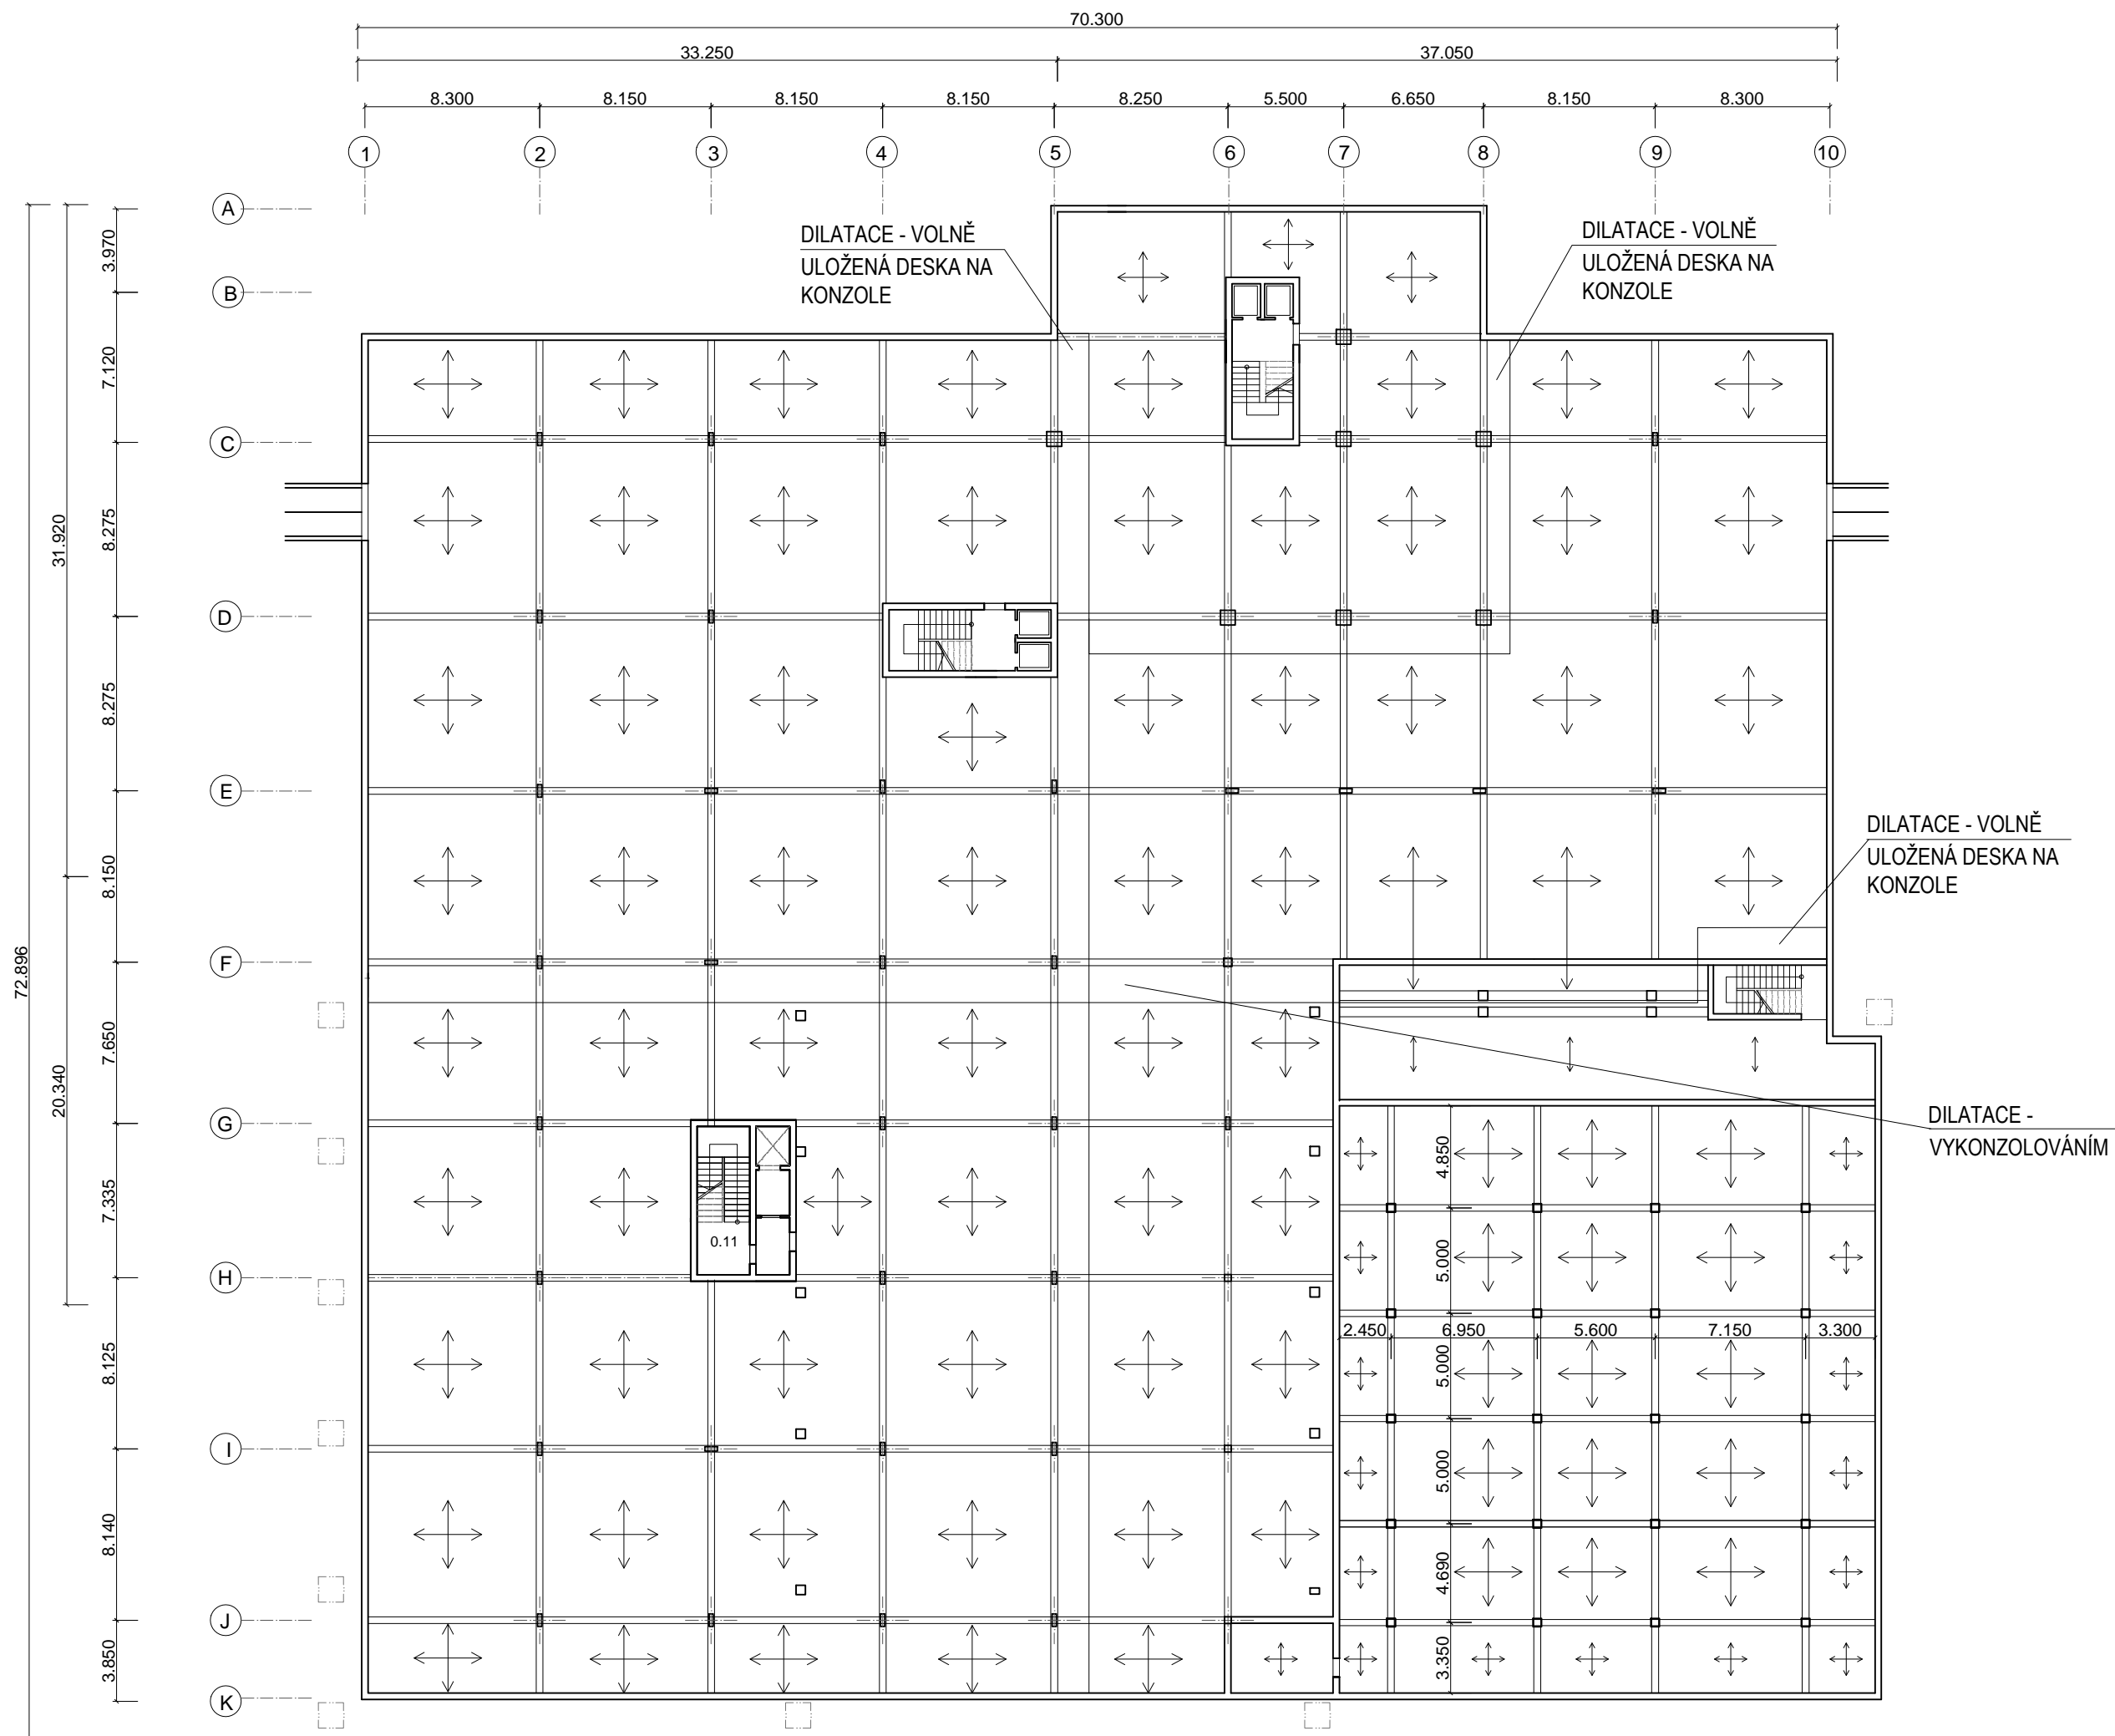 70.300
33.250 37.050
8.300 8.150 8.150 8.150 8.250 5.500 6.650 8.150 8.300
1 2 3 4 5 6 7 8 9 10
A
B
C
D
E
F
G
H
I
J
K
3.970
7.120
8.275
8.275
8.150
7.650
7.335
8.125
8.140
3.850
31.920
20.340
72.896
DILATACE - VOLNĚ
ULOŽENÁ DESKA NA
KONZOLE
DILATACE - VOLNĚ
ULOŽENÁ DESKA NA
KONZOLE
DILATACE - VOLNĚ
ULOŽENÁ DESKA NA
KONZOLE
DILATACE -
VYKONZOLOVÁNÍM
0.11
4.850
5.000
2.450 6.950 5.600 7.150 3.300
5.000
5.000
4.690
3.350